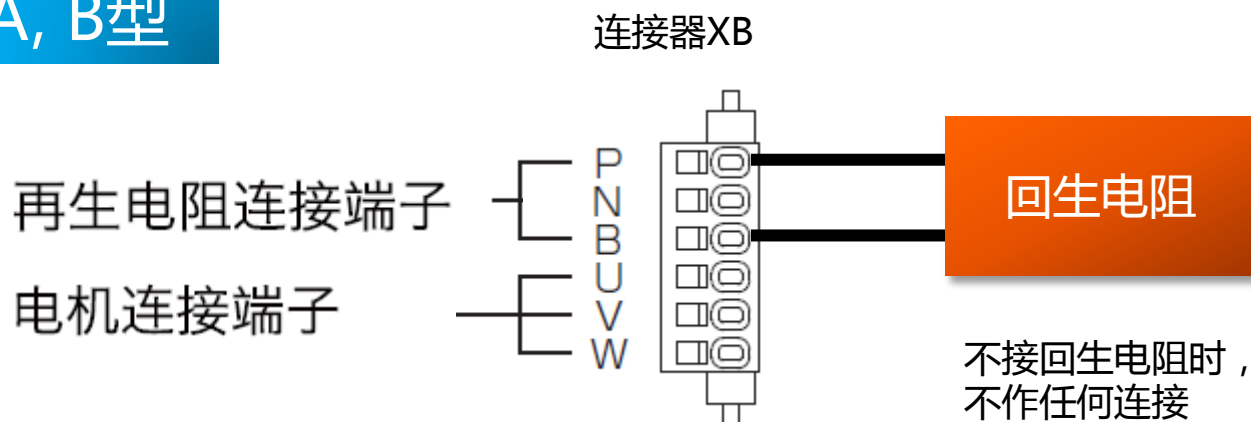 A, B型
连接器XB
再生电阻连接端子
P
N
B
回生电阻
电机连接端子
U
V
W
不接回生电阻时，
不作任何连接